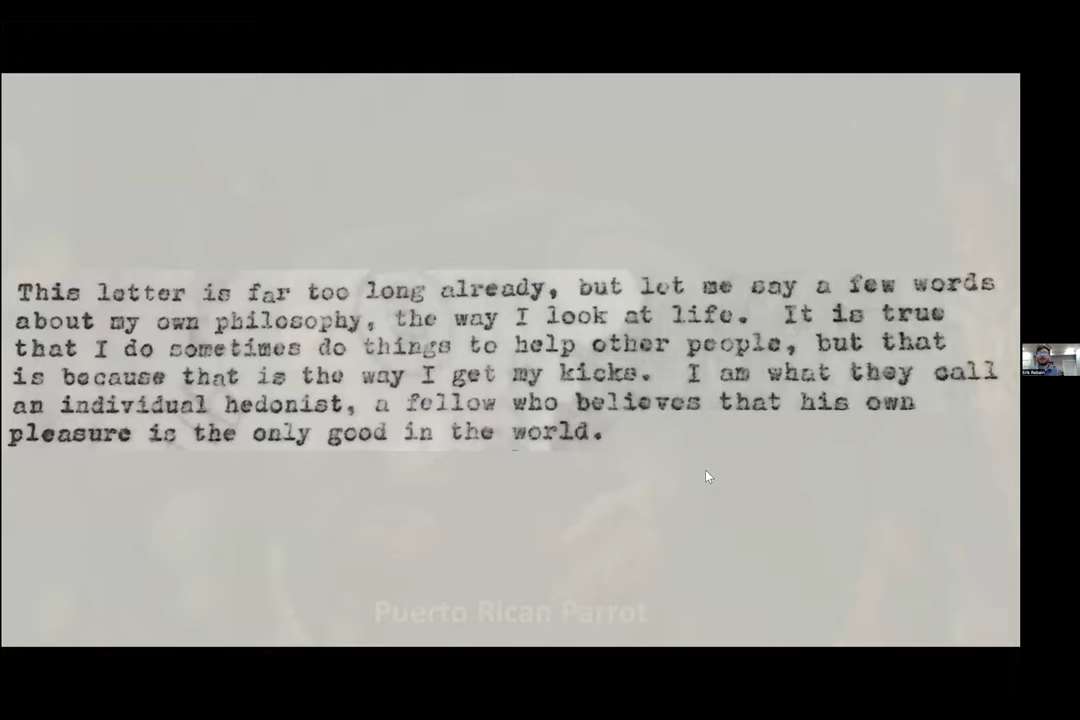 This letter is far too long already, but let me say a few words
about my own philosophy, the way I look at life.  It is true
that I do sometimes do things to help other people, but that
is because that is the way I get my kicks.  I am what they call
an individual hedonist, a fellow who believes that his own
pleasure is the only good in the world.
Puerto Rican Parrot